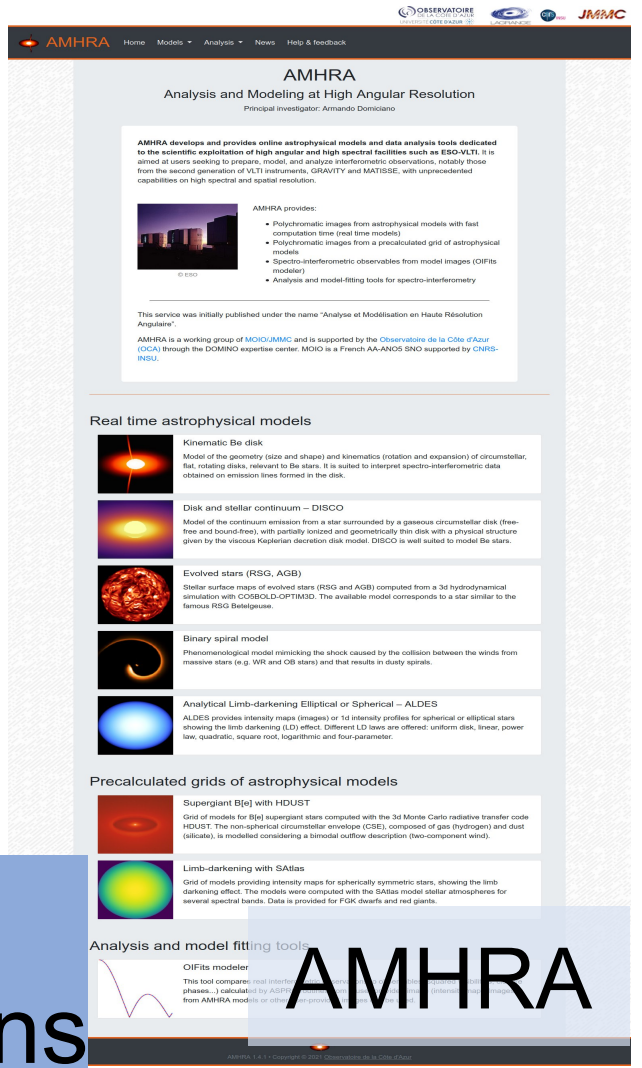 OBSERVATOIRE
DE LA CÔTE D'AZUR
UNIVERSITÉ CÔTE D'AZUR
LAGRANGE
JMMC
AMHRA Home Models Analysis News Help & feedback
AMHRA
Analysis and Modeling at High Angular Resolution
Principal investigator: Armando Domiciano
AMHRA develops and provides online astrophysical models and data analysis tools dedicated
to the scientific exploitation of high angular and high spectral facilities such as ESO-VLTI. It is
aimed at users seeking to prepare, model, and analyze interferometric observations, notably those
from the second generation of VLTI instruments, GRAVITY and MATISSE, with unprecedented
capabilities on high spectral and spatial resolution.
© ESO
AMHRA provides:
• Polychromatic images from astrophysical models with fast
computation time (real time models)
• Polychromatic images from a precalculated grid of astrophysical
models
• Spectro-interferometric observables from model images (OIFits
modeler)
• Analysis and model-fitting tools for spectro-interferometry
This service was initially published under the name “Analyse et Modélisation en Haute Résolution
Angulaire”.
AMHRA is a working group of MOIO/JMMC and is supported by the Observatoire de la Côte d'Azur
(OCA) through the DOMINO expertise center. MOIO is a French AA-ANO5 SNO supported by CNRS-
INSU.
Real time astrophysical models
Kinematic Be disk
Model of the geometry (size and shape) and kinematics (rotation and expansion) of circumstellar,
flat, rotating disks, relevant to Be stars. It is suited to interpret spectro-interferometric data
obtained on emission lines formed in the disk.
Disk and stellar continuum – DISCO
Model of the continuum emission from a star surrounded by a gaseous circumstellar disk (free-
free and bound-free), with partially ionized and geometrically thin disk with a physical structure
given by the viscous Keplerian decretion disk model. DISCO is well suited to model Be stars.
Evolved stars (RSG, AGB)
Stellar surface maps of evolved stars (RSG and AGB) computed from a 3d hydrodynamical
simulation with CO5BOLD-OPTIM3D. The available model corresponds to a star similar to the
famous RSG Betelgeuse.
Binary spiral model
Phenomenological model mimicking the shock caused by the collision between the winds from
massive stars (e.g. WR and OB stars) and that results in dusty spirals.
Analytical Limb-darkening Elliptical or Spherical – ALDES
ALDES provides intensity maps (images) or 1d intensity profiles for spherical or elliptical stars
showing the limb darkening (LD) effect. Different LD laws are offered: uniform disk, linear, power
law, quadratic, square root, logarithmic and four-parameter.
Precalculated grids of astrophysical models
Supergiant B[e] with HDUST
Grid of models for B[e] supergiant stars computed with the 3d Monte Carlo radiative transfer code
HDUST. The non-spherical circumstellar envelope (CSE), composed of gas (hydrogen) and dust
(silicate), is modelled considering a bimodal outflow description (two-component wind).
Limb-darkening with SAtlas
Grid of models providing intensity maps for spherically symmetric stars, showing the limb
darkening effect. The models were computed with the SAtlas model stellar atmospheres for
several spectral bands. Data is provided for FGK dwarfs and red giants.
Analysis and model fitting tools
OIFits modeler
This tool compares real
phases...) calculated by
from AMHRA models or other
AMHRA
ns
AMHRA 1.4.1 • Copyright © 2021 Observatoire de la Côte d'Azur